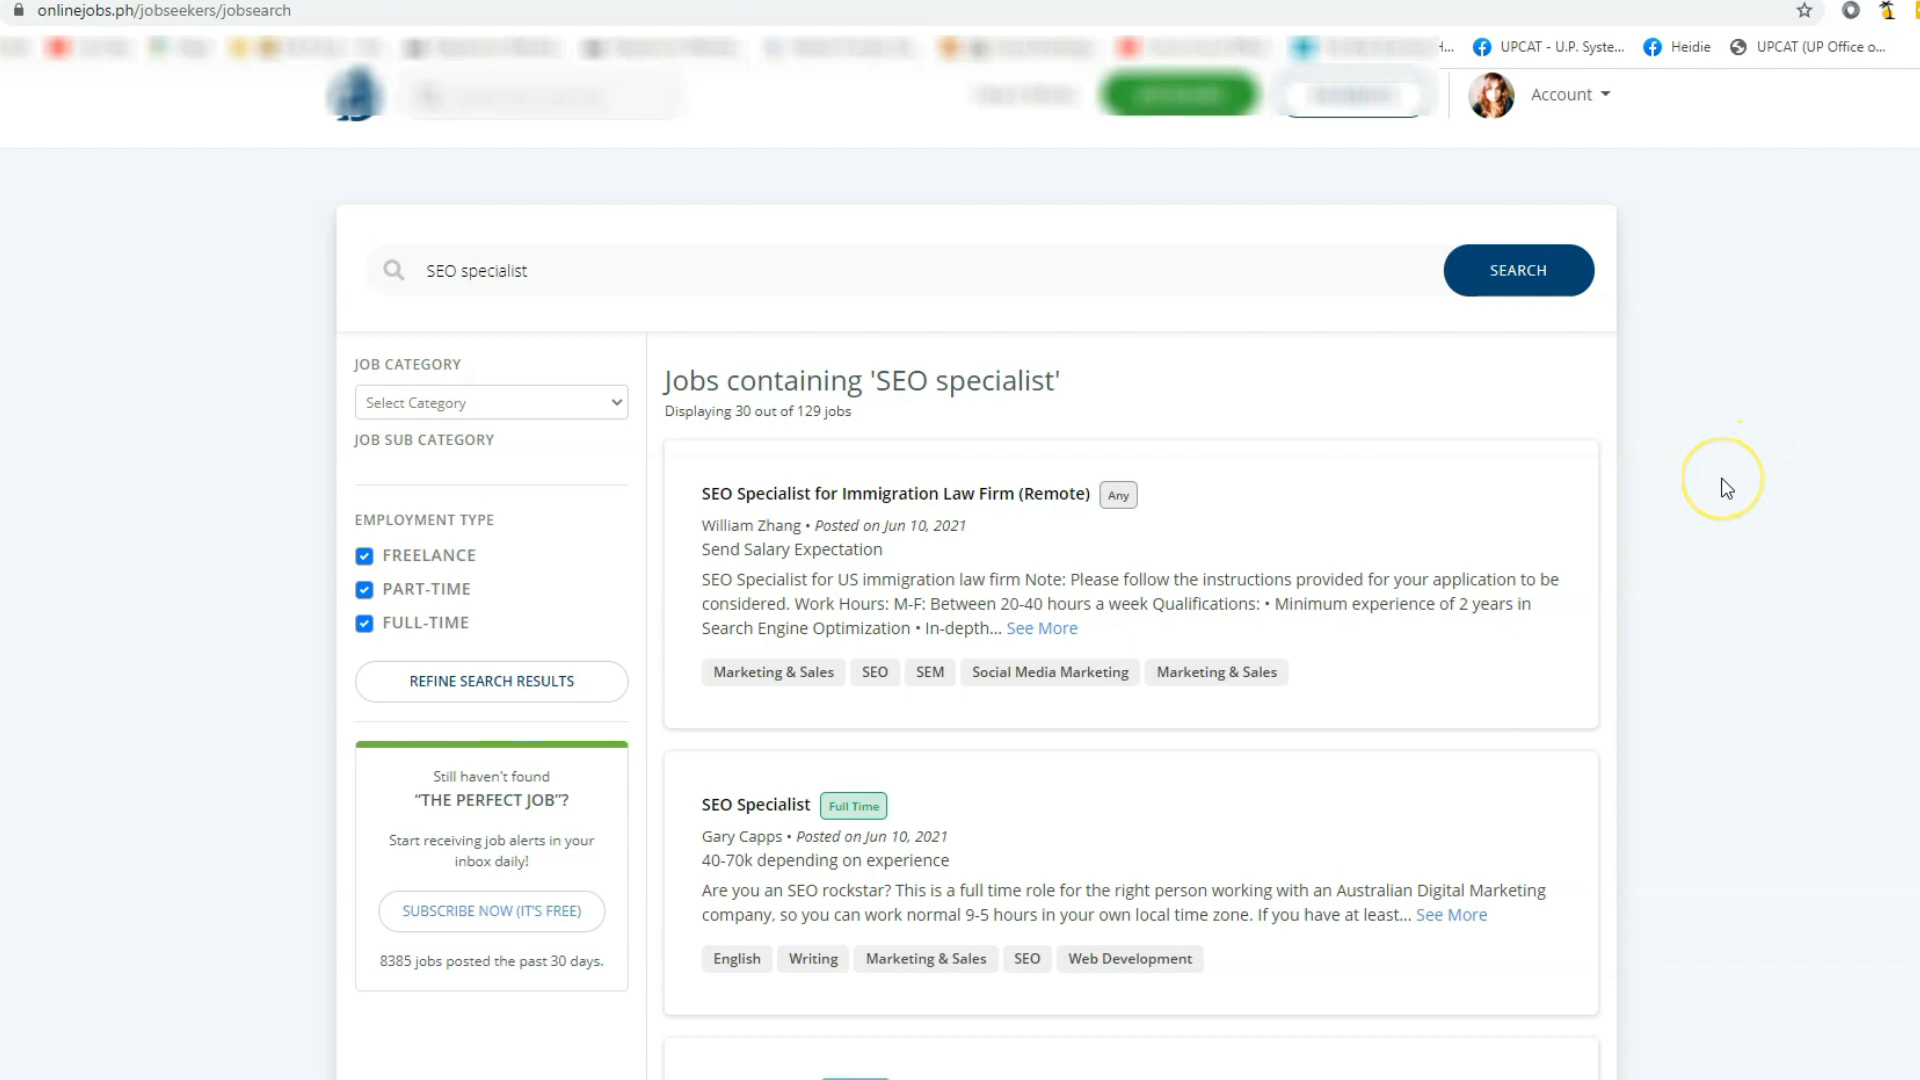 onlinejobs.ph/jobseekers/jobsearch
H...
UPCAT - U.P. Syste...
Heidie
UPCAT (UP Office o...
Account
SEO specialist
SEARCH
JOB CATEGORY
Select Category
JOB SUB CATEGORY
EMPLOYMENT TYPE
FREELANCE
PART-TIME
FULL-TIME
REFINE SEARCH RESULTS
Still haven't found
“THE PERFECT JOB”?
Start receiving job alerts in your
inbox daily!
SUBSCRIBE NOW (IT'S FREE)
8385 jobs posted the past 30 days.
Jobs containing 'SEO specialist'
Displaying 30 out of 129 jobs
SEO Specialist for Immigration Law Firm (Remote) Any
William Zhang • Posted on Jun 10, 2021
Send Salary Expectation
SEO Specialist for US immigration law firm Note: Please follow the instructions provided for your application to be
considered. Work Hours: M-F: Between 20-40 hours a week Qualifications: • Minimum experience of 2 years in
Search Engine Optimization • In-depth... See More
Marketing & Sales SEO SEM Social Media Marketing Marketing & Sales
SEO Specialist Full Time
Gary Capps • Posted on Jun 10, 2021
40-70k depending on experience
Are you an SEO rockstar? This is a full time role for the right person working with an Australian Digital Marketing
company, so you can work normal 9-5 hours in your own local time zone. If you have at least... See More
English Writing Marketing & Sales SEO Web Development